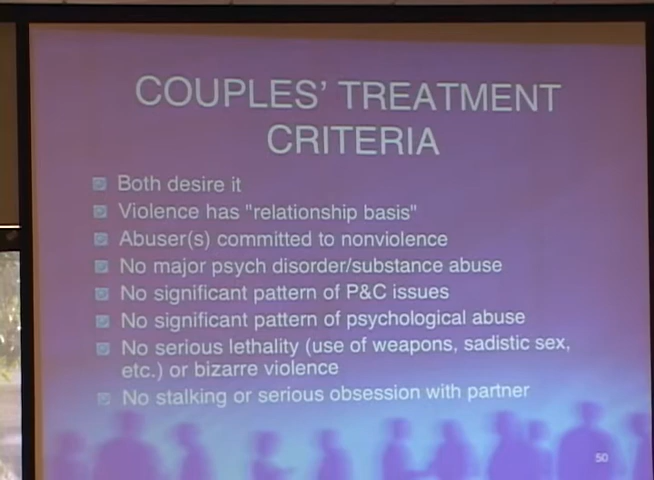 COUPLES' TREATMENT
CRITERIA
Both desire it
Violence has "relationship basis"
Abuser(s) committed to nonviolence
No major psych disorder/substance abuse
No significant pattern of P&C issues
No significant pattern of psychological abuse
No serious lethality (use of weapons, sadistic sex,
etc.) or bizarre violence
No stalking or serious obsession with partner
50